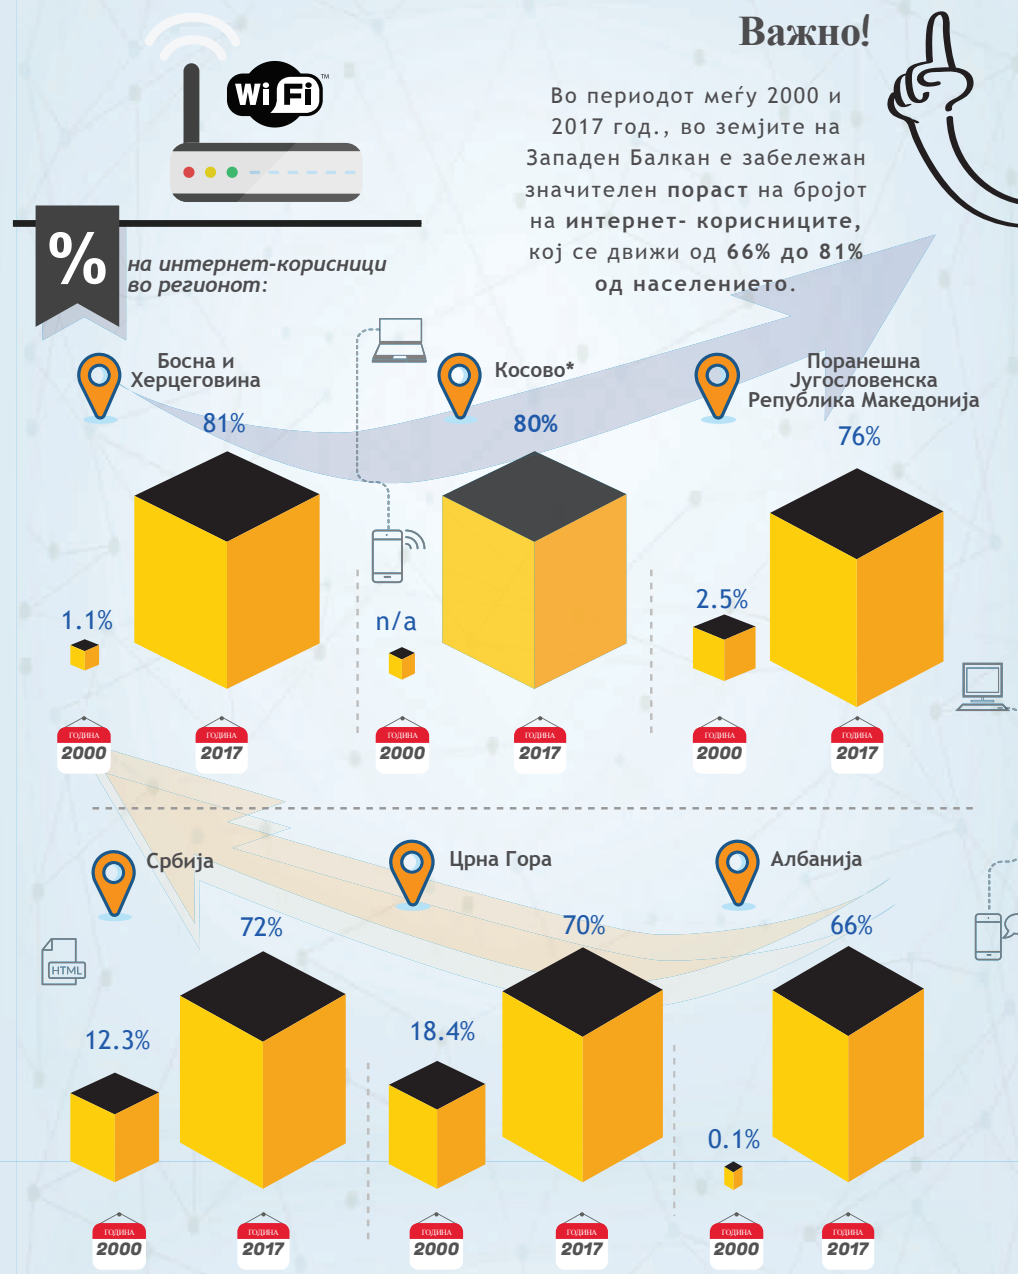 Важно!
Wi Fi™
Во периодот меѓу 2000 и
2017 год., во земјите на
Западен Балкан е забележан
значителен пораст на бројот
на интернет- корисниците,
кој се движи од 66% до 81%
од населението.
%
на интернет-корисници
во регионот:
Босна и
Херцеговина
81%
1.1%
ГОДИНА
2000
ГОДИНА
2017
Косово*
80%
n/a
ГОДИНА
2000
ГОДИНА
2017
Поранешна
Југословенска
Република Македонија
76%
2.5%
ГОДИНА
2000
ГОДИНА
2017
Србија
72%
HTML
12.3%
ГОДИНА
2000
ГОДИНА
2017
Црна Гора
70%
18.4%
ГОДИНА
2000
ГОДИНА
2017
Албанија
66%
0.1%
ГОДИНА
2000
ГОДИНА
2017